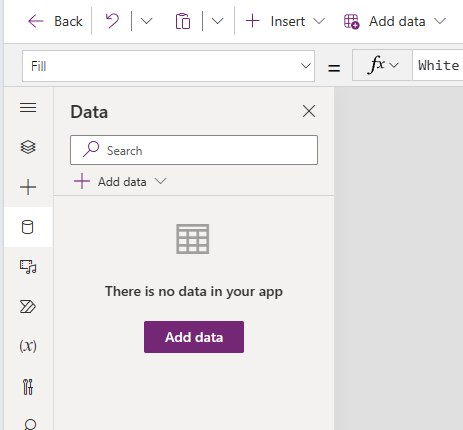 Back
Insert
Add data
Fill
=
fx
White
Data
Search
Add data
There is no data in your app
Add data
(x)